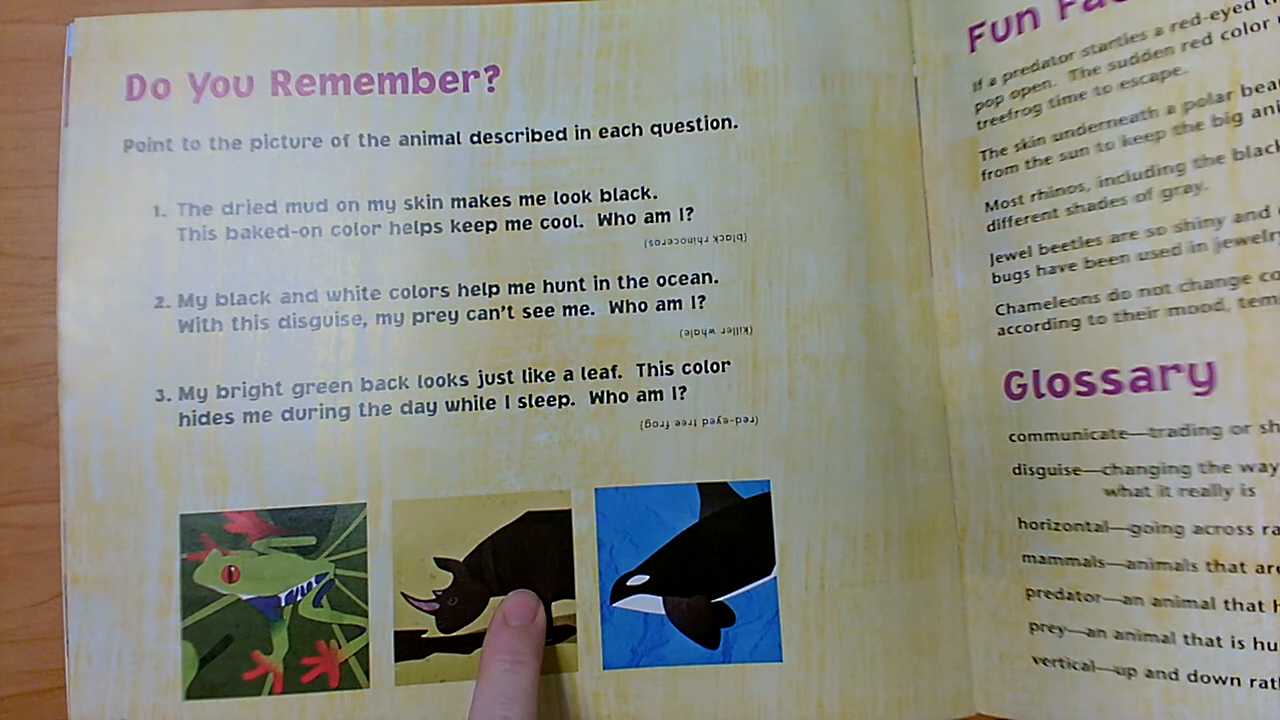 Do You Remember?
Point to the picture of the animal described in each question.
1. The dried mud on my skin makes me look black.
This baked-on color helps keep me cool. Who am I?
(black rhinoceros)
2. My black and white colors help me hunt in the ocean.
With this disguise, my prey can't see me. Who am I?
(killer whale)
3. My bright green back looks just like a leaf. This color
hides me during the day while I sleep. Who am I?
(red-eyed tree frog)
Fun
If a predator startles a red-eyed
pop open. The sudden red color
treefrog time to escape.
The skin underneath a polar
from the sun to keep the big
Most rhinos, including the black
different shades of gray.
Jewel beetles are so shiny and
bugs have been used in
Chameleons do not change
according to their mood,
Glossary
communicate—trading or
disguise—changing the way
what it really is
horizontal—going across
mammals—animals that
predator—an animal that
prey—an animal that is
vertical—up and down